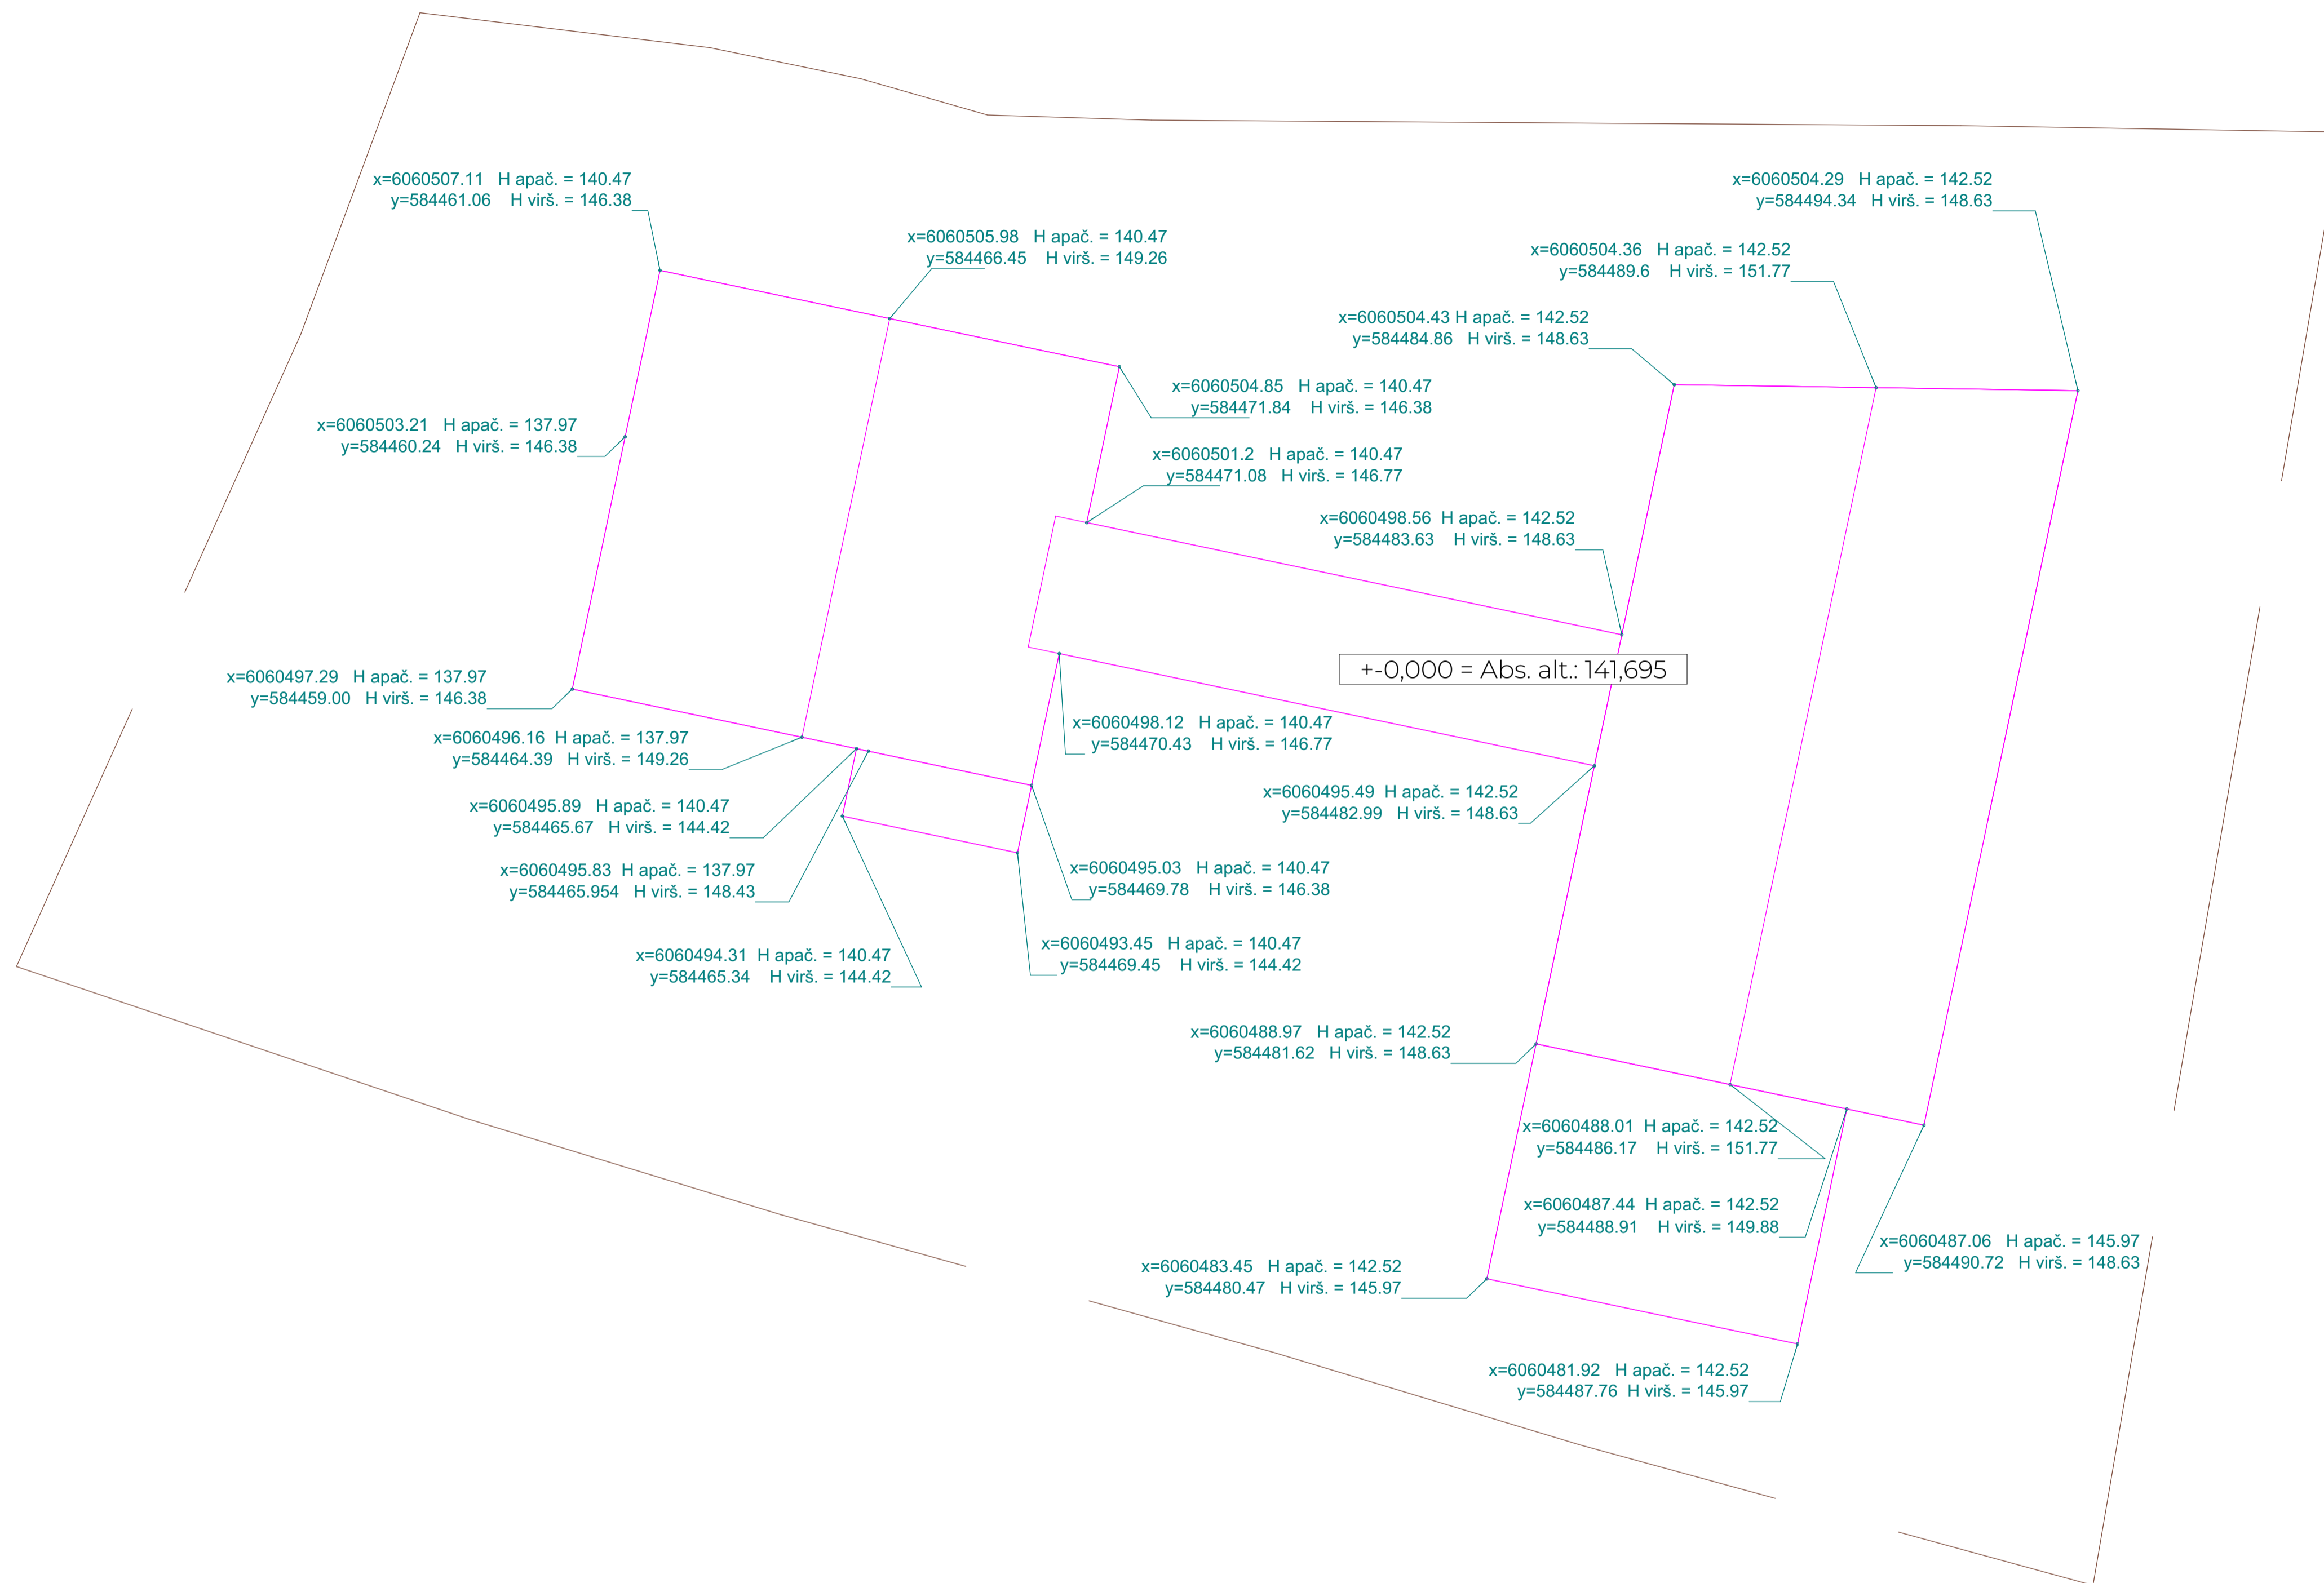 x=6060507.11 H apač. = 140.47
y=584461.06 H virš. = 146.38
x=6060504.29 H apač. = 142.52
y=584494.34 H virš. = 148.63
x=6060505.98 H apač. = 140.47
y=584466.45 H virš. = 149.26
x=6060504.36 H apač. = 142.52
y=584489.6 H virš. = 151.77
x=6060504.43 H apač. = 142.52
y=584484.86 H virš. = 148.63
x=6060504.85 H apač. = 140.47
y=584471.84 H virš. = 146.38
x=6060503.21 H apač. = 137.97
y=584460.24 H virš. = 146.38
x=6060501.2 H apač. = 140.47
y=584471.08 H virš. = 146.77
x=6060498.56 H apač. = 142.52
y=584483.63 H virš. = 148.63
+-0,000 = Abs. alt.: 141,695
x=6060497.29 H apač. = 137.97
y=584459.00 H virš. = 146.38
x=6060498.12 H apač. = 140.47
y=584470.43 H virš. = 146.77
x=6060496.16 H apač. = 137.97
y=584464.39 H virš. = 149.26
x=6060495.49 H apač. = 142.52
y=584482.99 H virš. = 148.63
x=6060495.89 H apač. = 140.47
y=584465.67 H virš. = 144.42
x=6060495.83 H apač. = 137.97
y=584465.954 H virš. = 148.43
x=6060495.03 H apač. = 140.47
y=584469.78 H virš. = 146.38
x=6060493.45 H apač. = 140.47
y=584469.45 H virš. = 144.42
x=6060494.31 H apač. = 140.47
y=584465.34 H virš. = 144.42
x=6060488.97 H apač. = 142.52
y=584481.62 H virš. = 148.63
x=6060488.01 H apač. = 142.52
y=584486.17 H virš. = 151.77
x=6060487.44 H apač. = 142.52
y=584488.91 H virš. = 149.88
x=6060487.06 H apač. = 145.97
y=584490.72 H virš. = 148.63
x=6060483.45 H apač. = 142.52
y=584480.47 H virš. = 145.97
x=6060481.92 H apač. = 142.52
y=584487.76 H virš. = 145.97